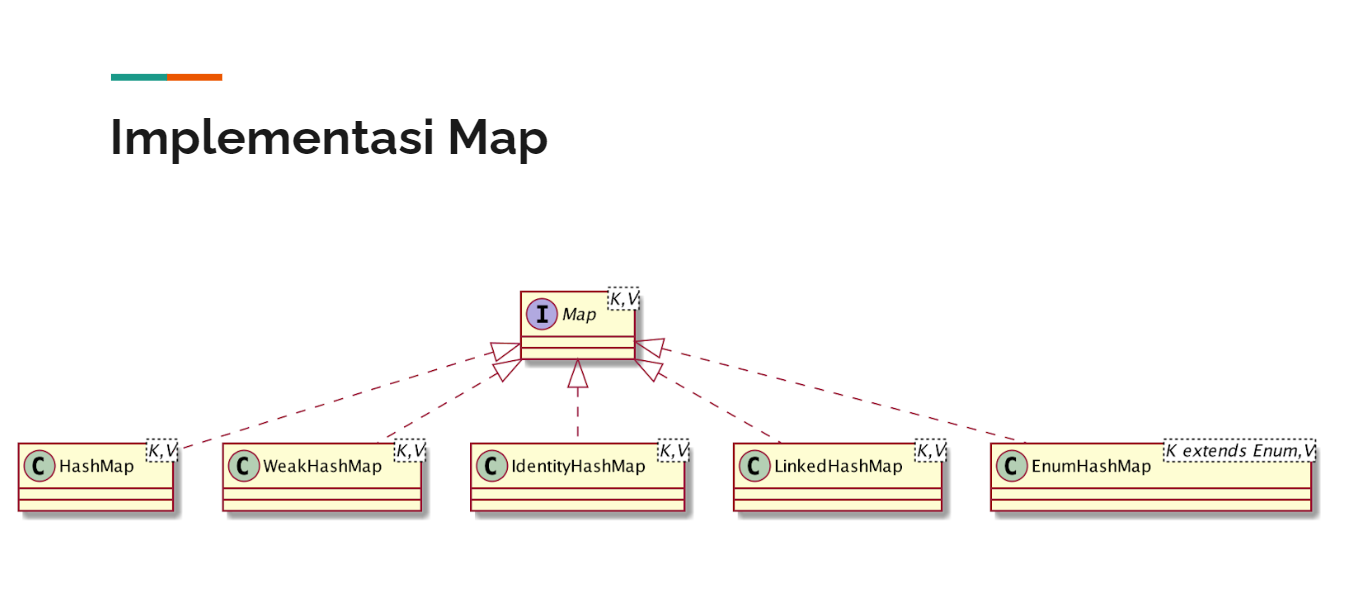 Implementasi Map
I Map K,V
C HashMap K,V
C WeakHashMap K,V
C IdentityHashMap K,V
C LinkedHashMap K,V
C EnumHashMap K extends Enum,V